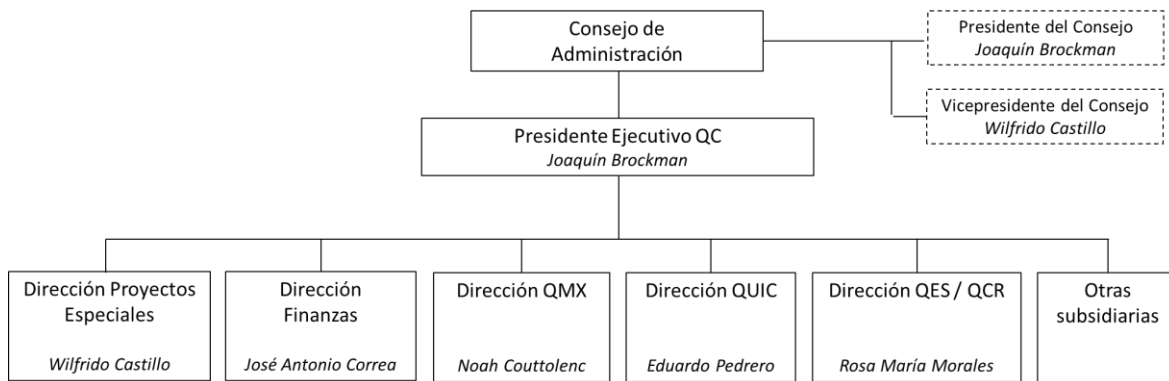 Consejo de
Administración
Presidente del Consejo
Joaquín Brockman
Vicepresidente del Consejo
Wilfrido Castillo
Presidente Ejecutivo QC
Joaquín Brockman
Dirección Proyectos
Especiales
Wilfrido Castillo
Dirección
Finanzas
José Antonio Correa
Dirección QMX
Noah Couttolenc
Dirección QUIC
Eduardo Pedrero
Dirección QES / QCR
Rosa María Morales
Otras
subsidiarias